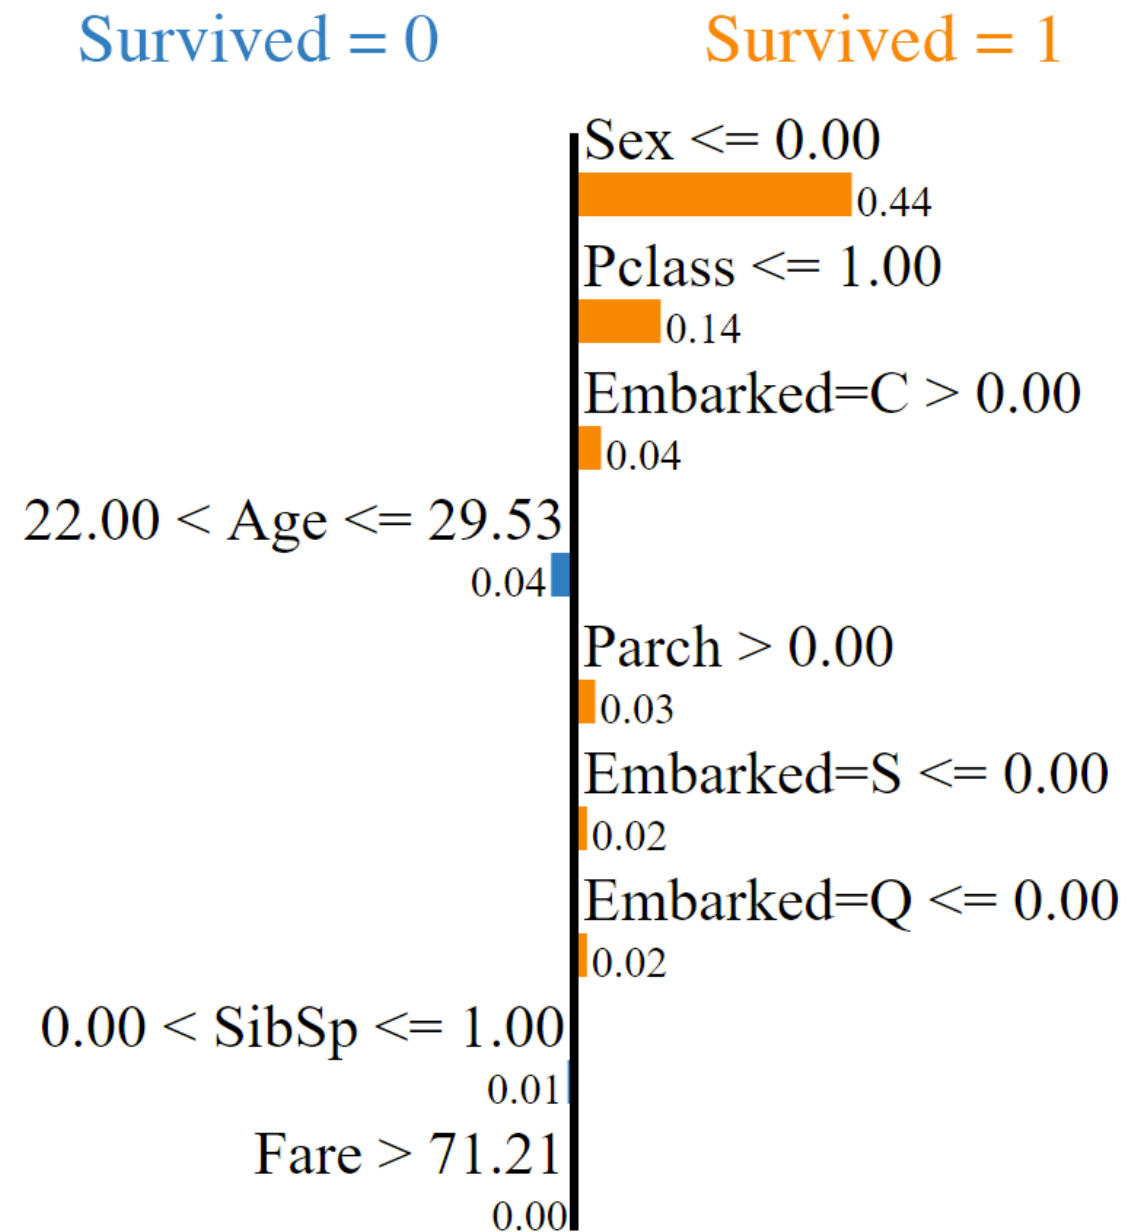 Survived = 0
Survived = 1
Sex <= 0.00
0.44
Pclass <= 1.00
0.14
Embarked=C > 0.00
0.04
22.00 < Age <= 29.53
0.04
Parch > 0.00
0.03
Embarked=S <= 0.00
0.02
Embarked=Q <= 0.00
0.02
0.00 < SibSp <= 1.00
0.01
Fare > 71.21
0.00